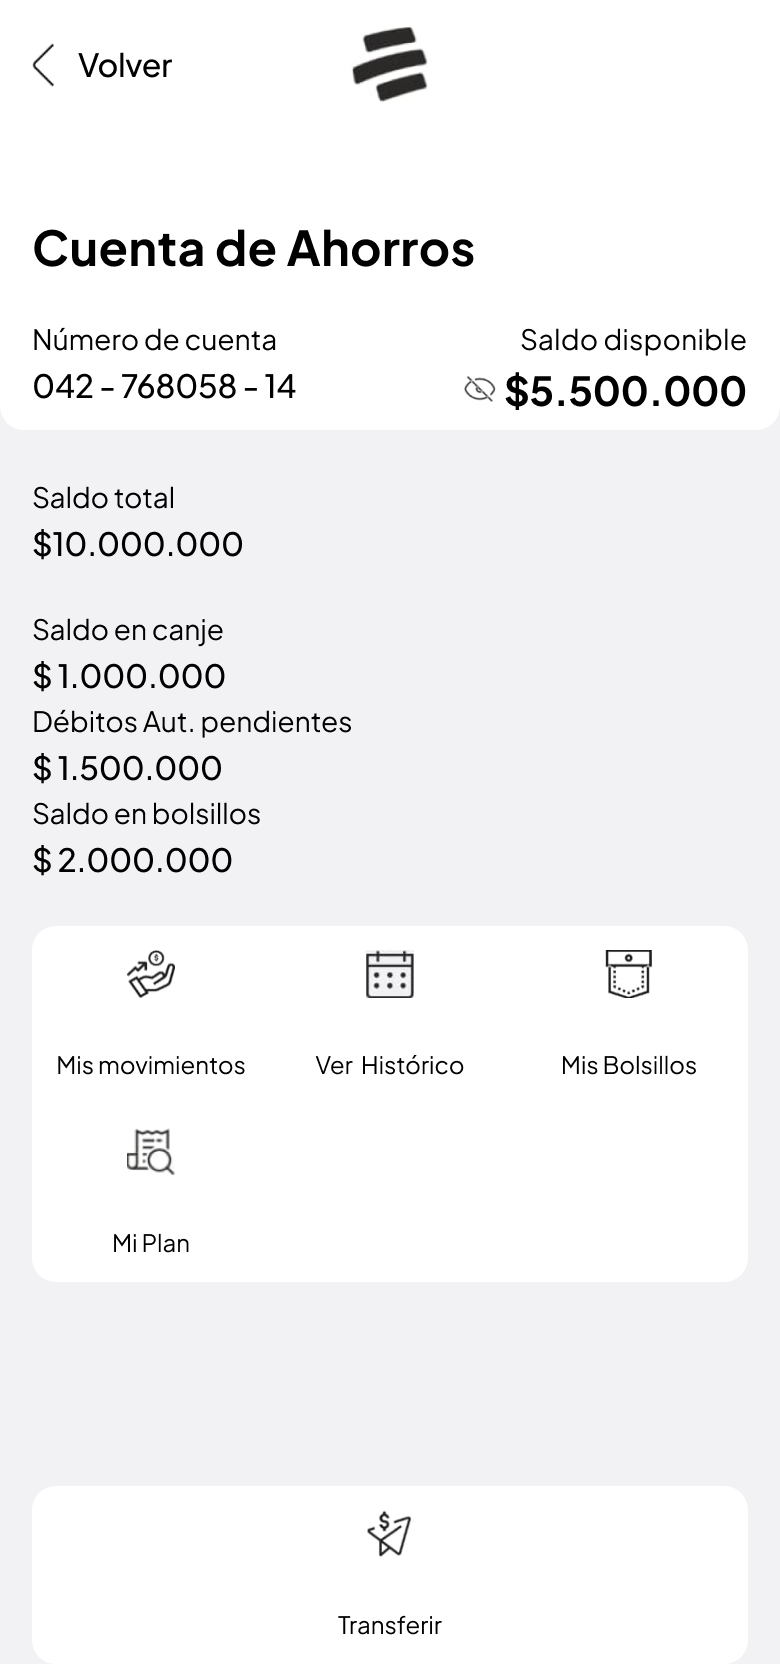 Volver
Cuenta de Ahorros
Número de cuenta
Saldo disponible
042 - 768058 - 14
$5.500.000
Saldo total
$10.000.000
Saldo en canje
$ 1.000.000
Débitos Aut. pendientes
$ 1.500.000
Saldo en bolsillos
$ 2.000.000
Mis movimientos
Ver Histórico
Mis Bolsillos
Mi Plan
Transferir